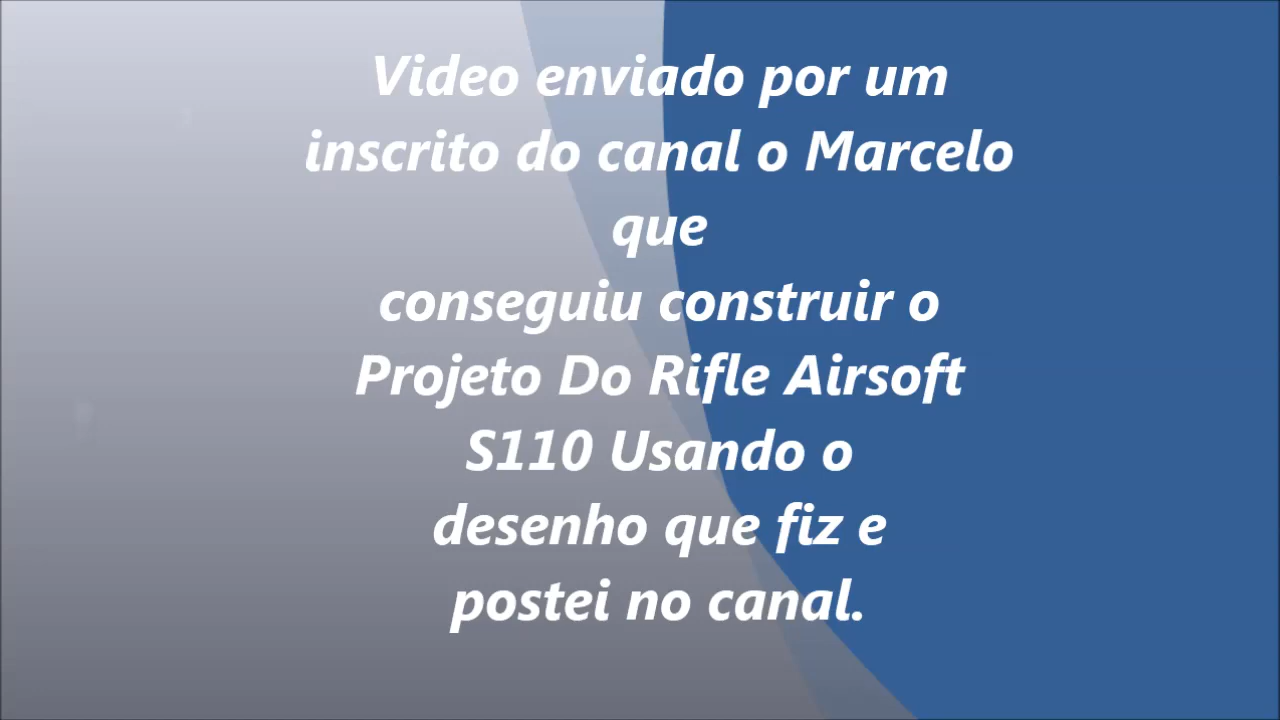 Video enviado por um
inscrito do canal o Marcelo
que
conseguiu construir o
Projeto Do Rifle Airsoft
S110 Usando o
desenho que fiz e
postei no canal.